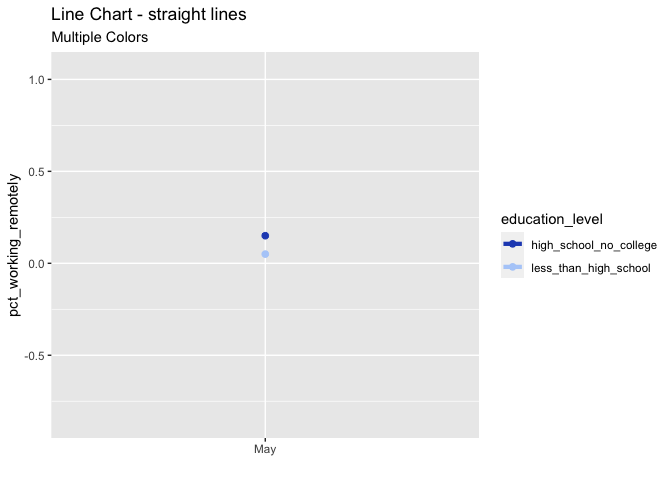 Line Chart - straight lines
Multiple Colors
pct_working_remotely
1.0
0.5
0.0
-0.5
May
education_level
high_school_no_college
less_than_high_school